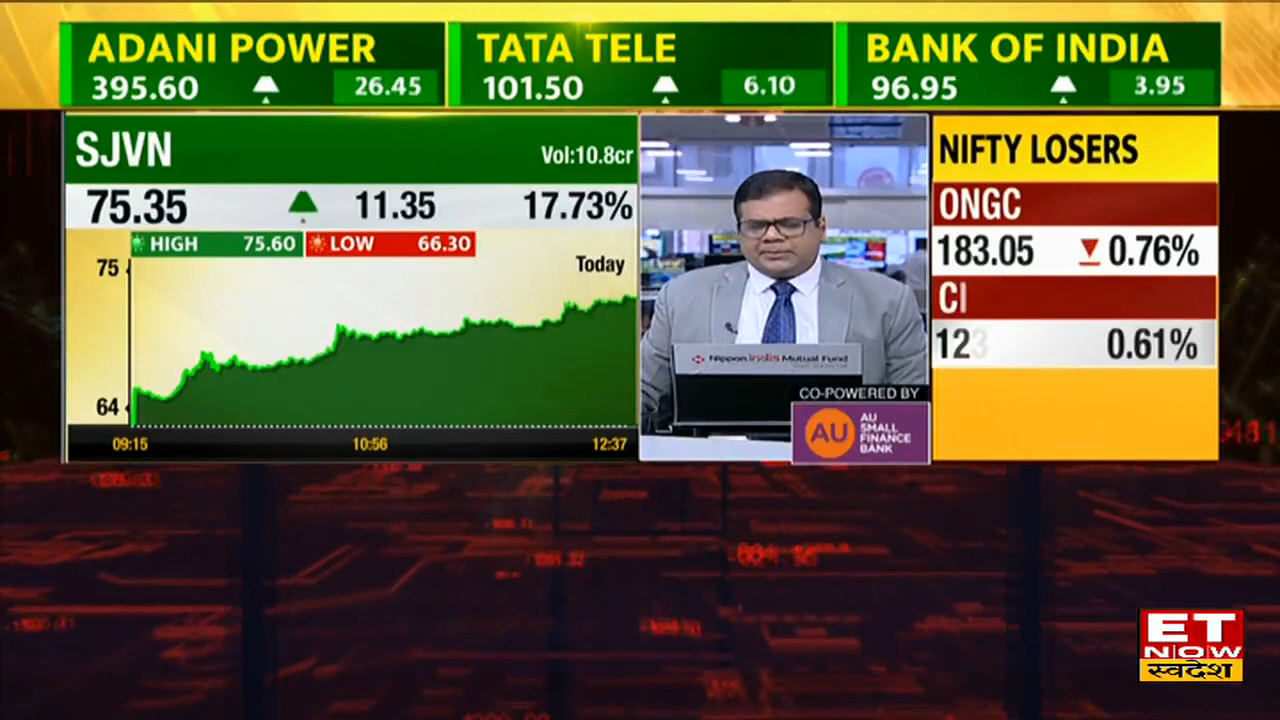 ADANI POWER
395.60 26.45
TATA TELE
101.50 6.10
BANK OF INDIA
96.95 3.95
SJVN
Vol:10.8cr
75.35 11.35 17.73%
HIGH 75.60 LOW 66.30
Today
75
64
09:15 10:56 12:37
Nippon india Mutual Fund
CO-POWERED BY
AU
AU
SMALL
FINANCE
BANK
NIFTY LOSERS
ONGC
183.05 0.76%
CI
123 0.61%
ET
NOW
स्वदेश